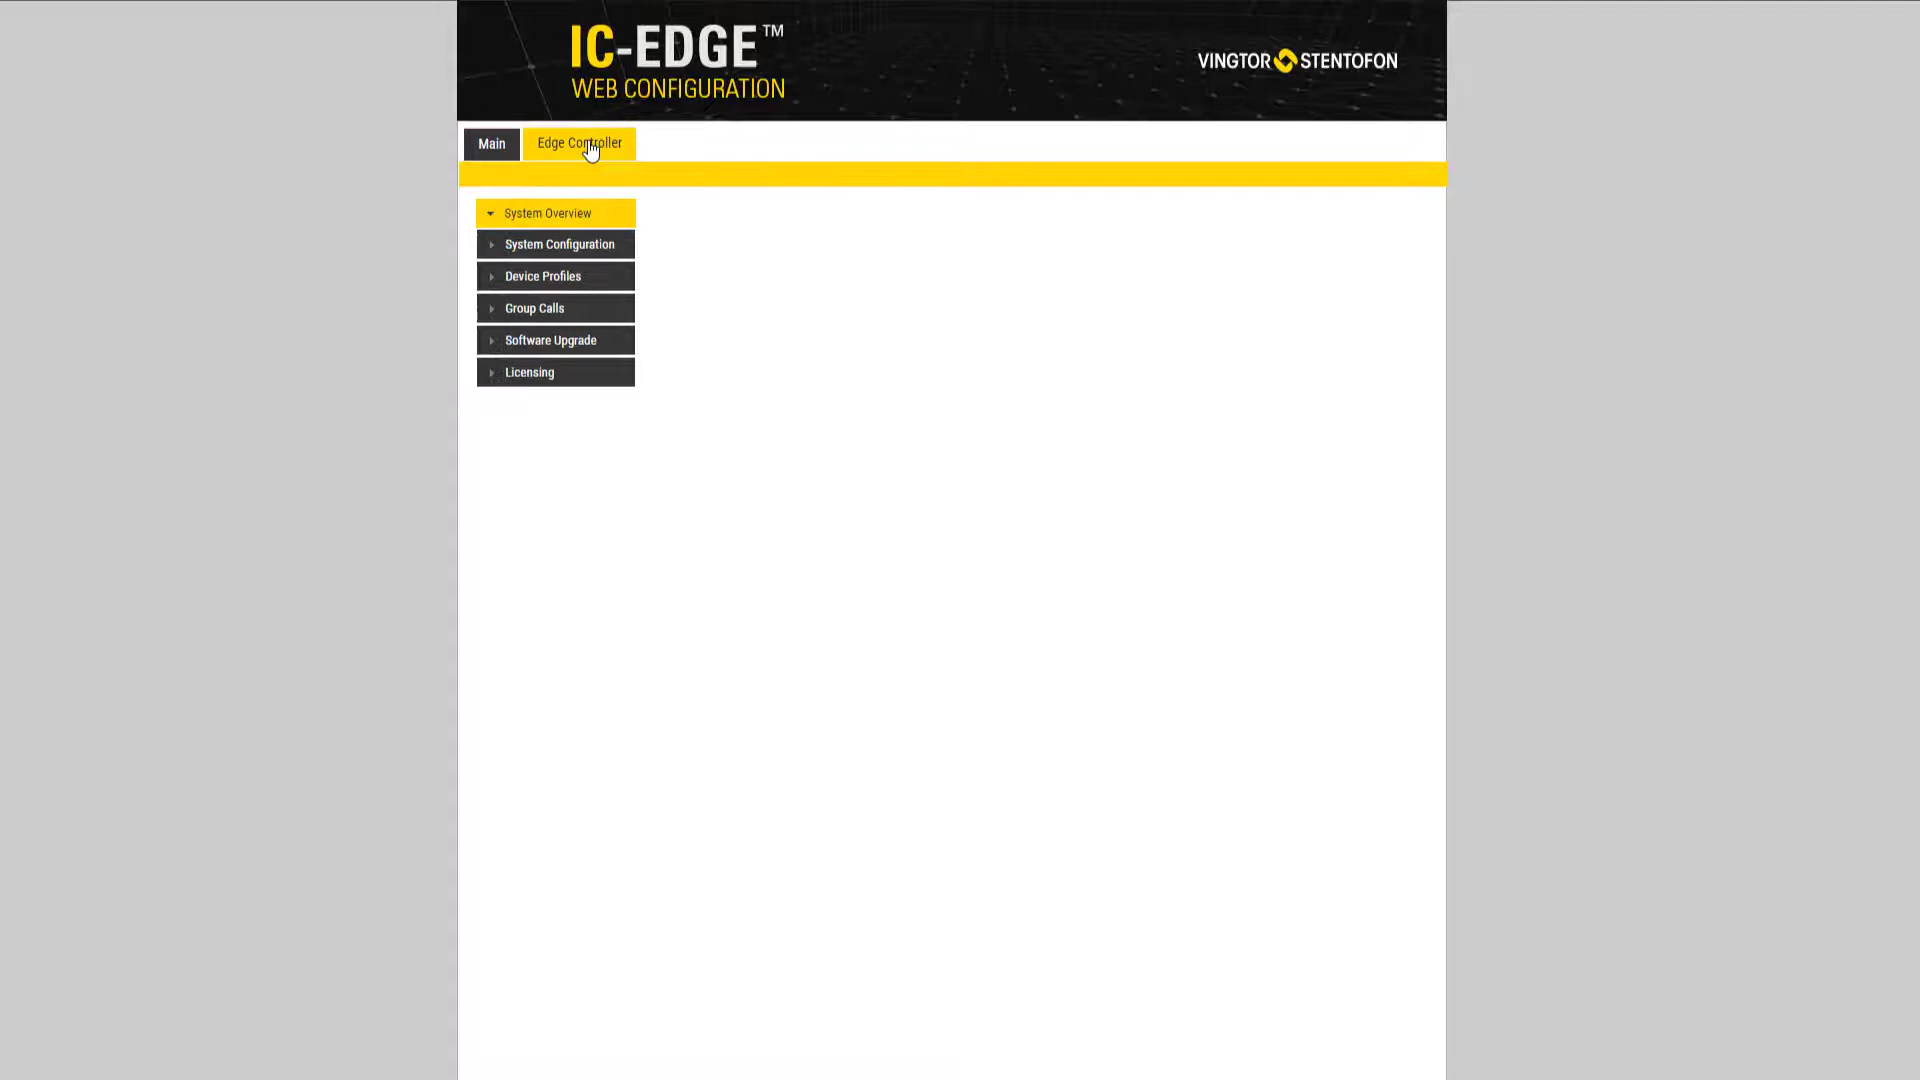 IC-EDGE™
WEB CONFIGURATION
VINGTOR STENTOFON
Main
Edge Controller
System Overview
System Configuration
Device Profiles
Group Calls
Software Upgrade
Licensing